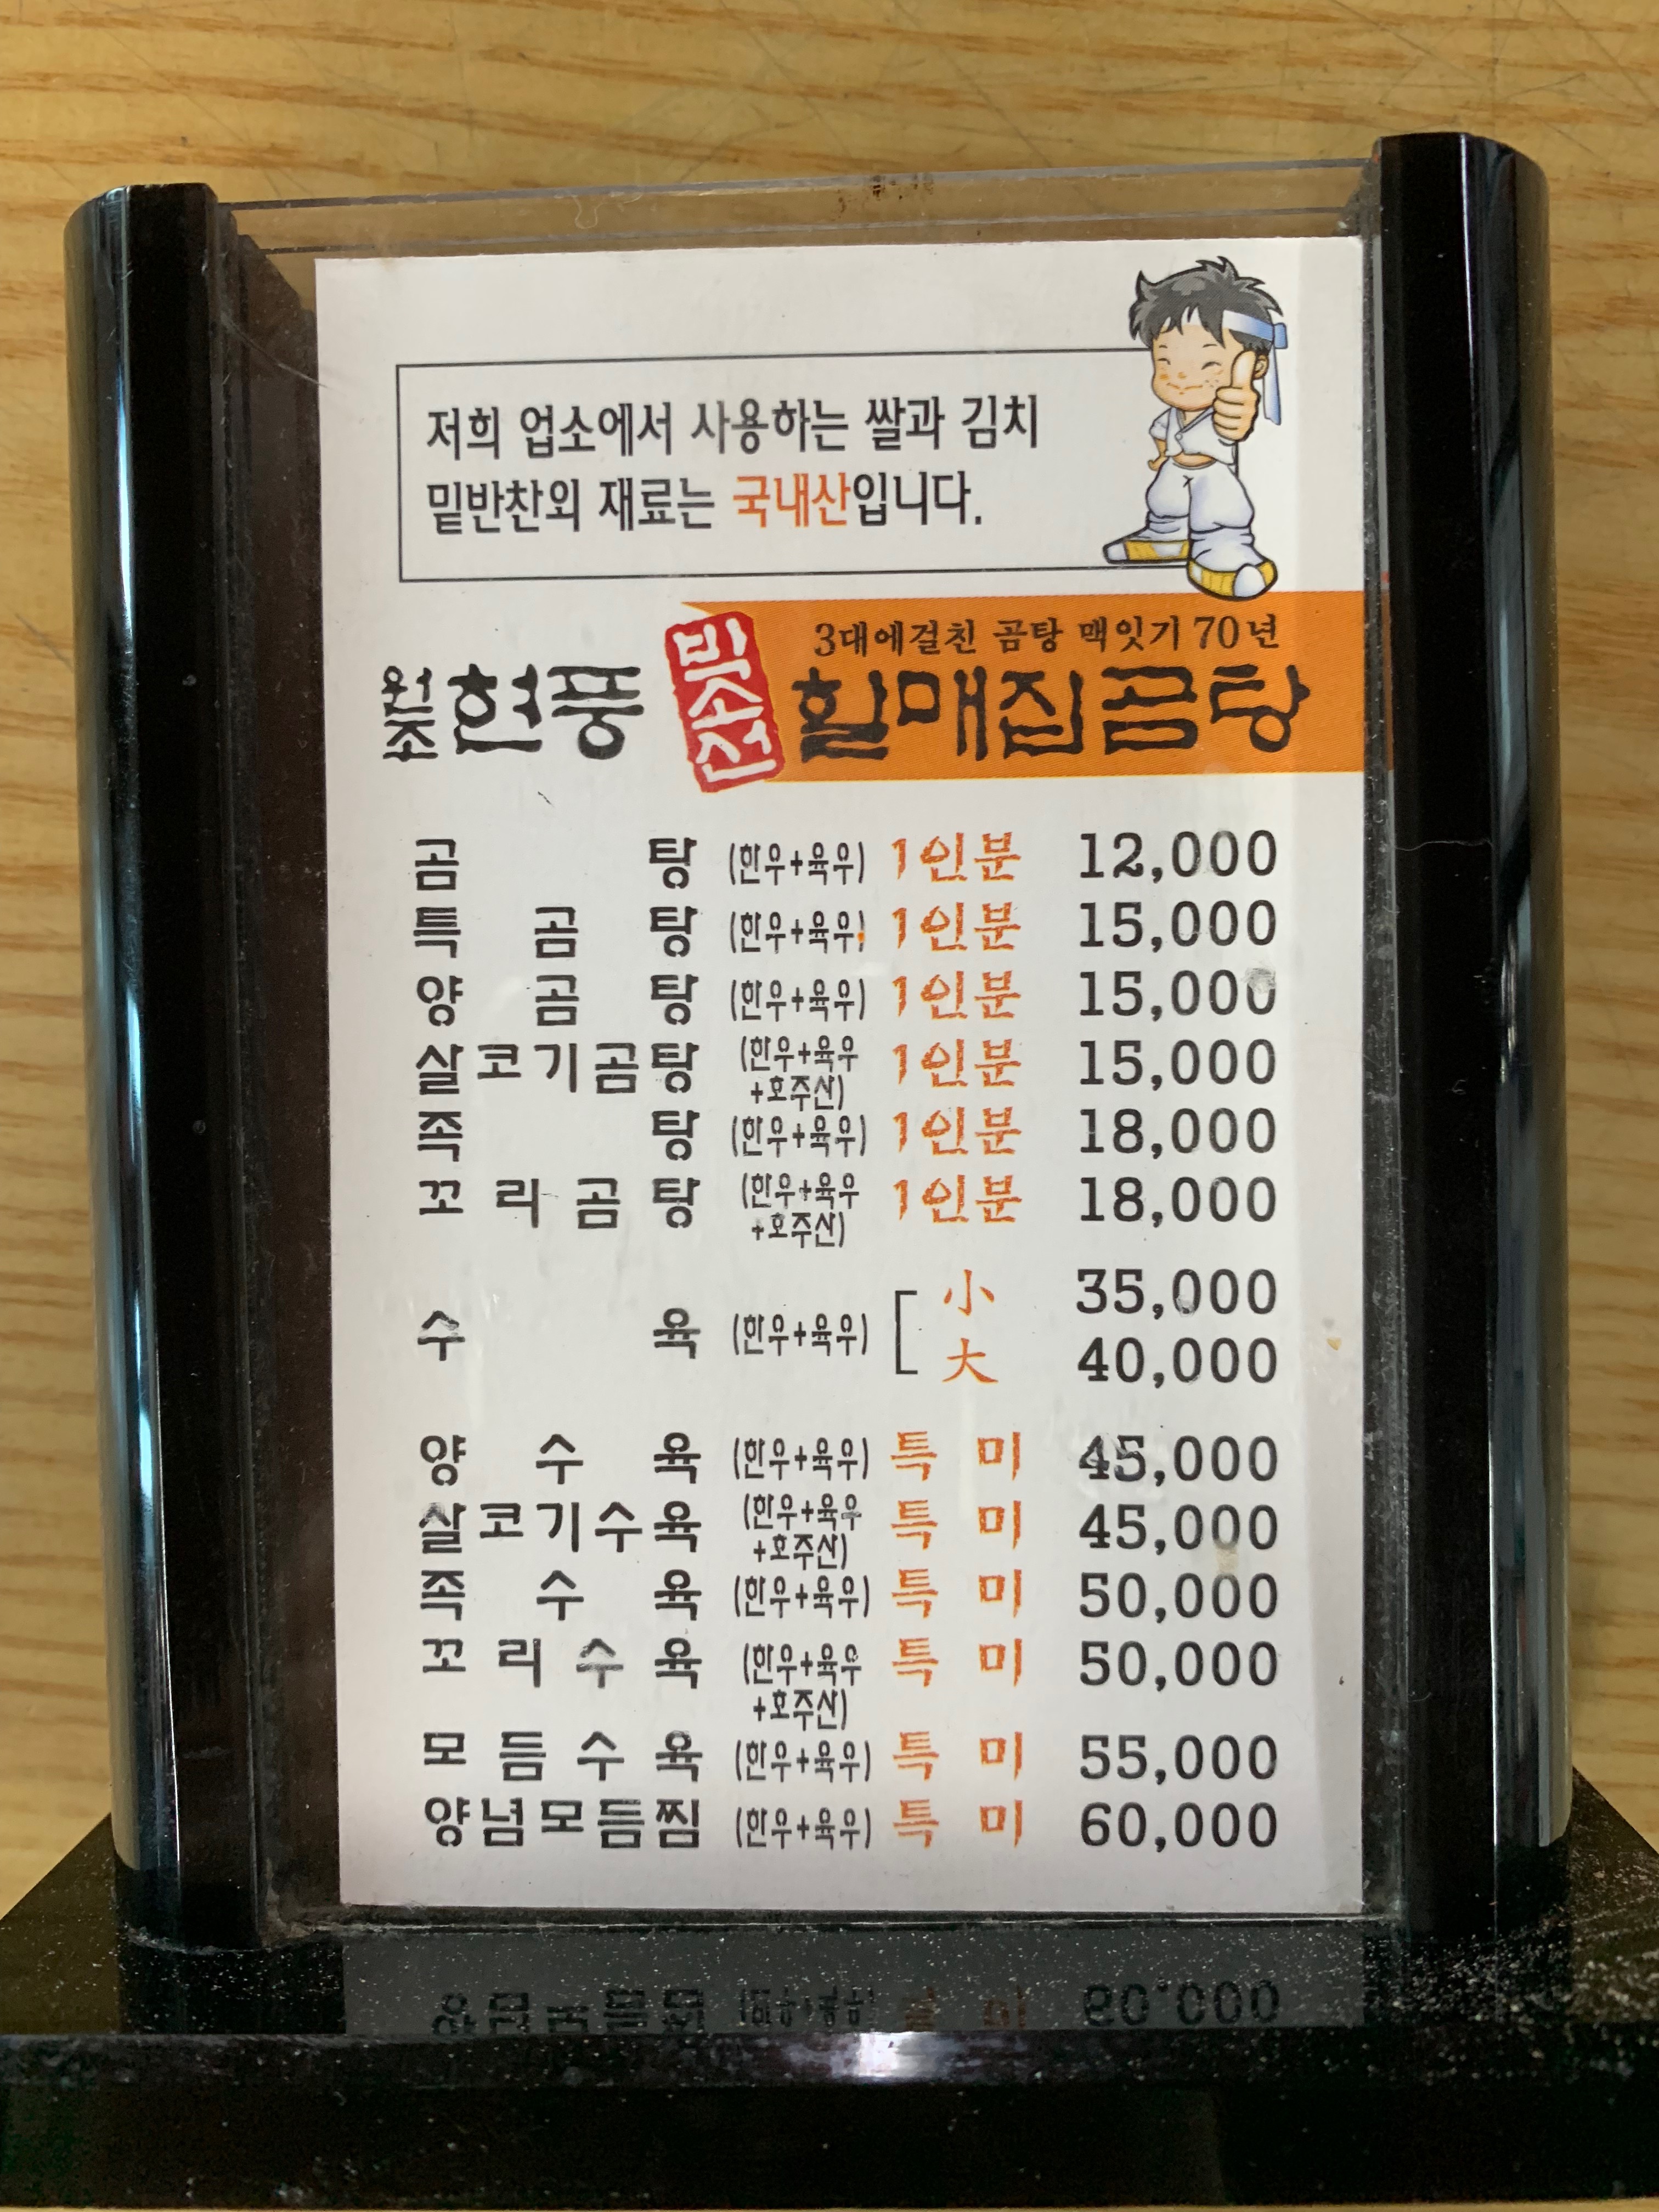 저희 업소에서 사용하는 쌀과 김치
밑반찬외 재료는 국내산입니다.
3대에걸친 곰탕 맥잇기 70년
원조 현풍 박소선 할매집곰탕
곰탕 (한우+육우) 1인분 12,000
특곰탕 (한우+육우) 1인분 15,000
양곰탕 (한우+육우) 1인분 15,000
살코기곰탕 (한우+육우+호주산) 1인분 15,000
족탕 (한우+육우) 1인분 18,000
꼬리곰탕 (한우+육우+호주산) 1인분 18,000
수육 (한우+육우) 小 35,000
大 40,000
양수육 (한우+육우) 특미 45,000
살코기수육 (한우+육우+호주산) 특미 45,000
족수육 (한우+육우) 특미 50,000
꼬리수육 (한우+육우+호주산) 특미 50,000
모듬수육 (한우+육우) 특미 55,000
양념모듬찜 (한우+육우) 특미 60,000